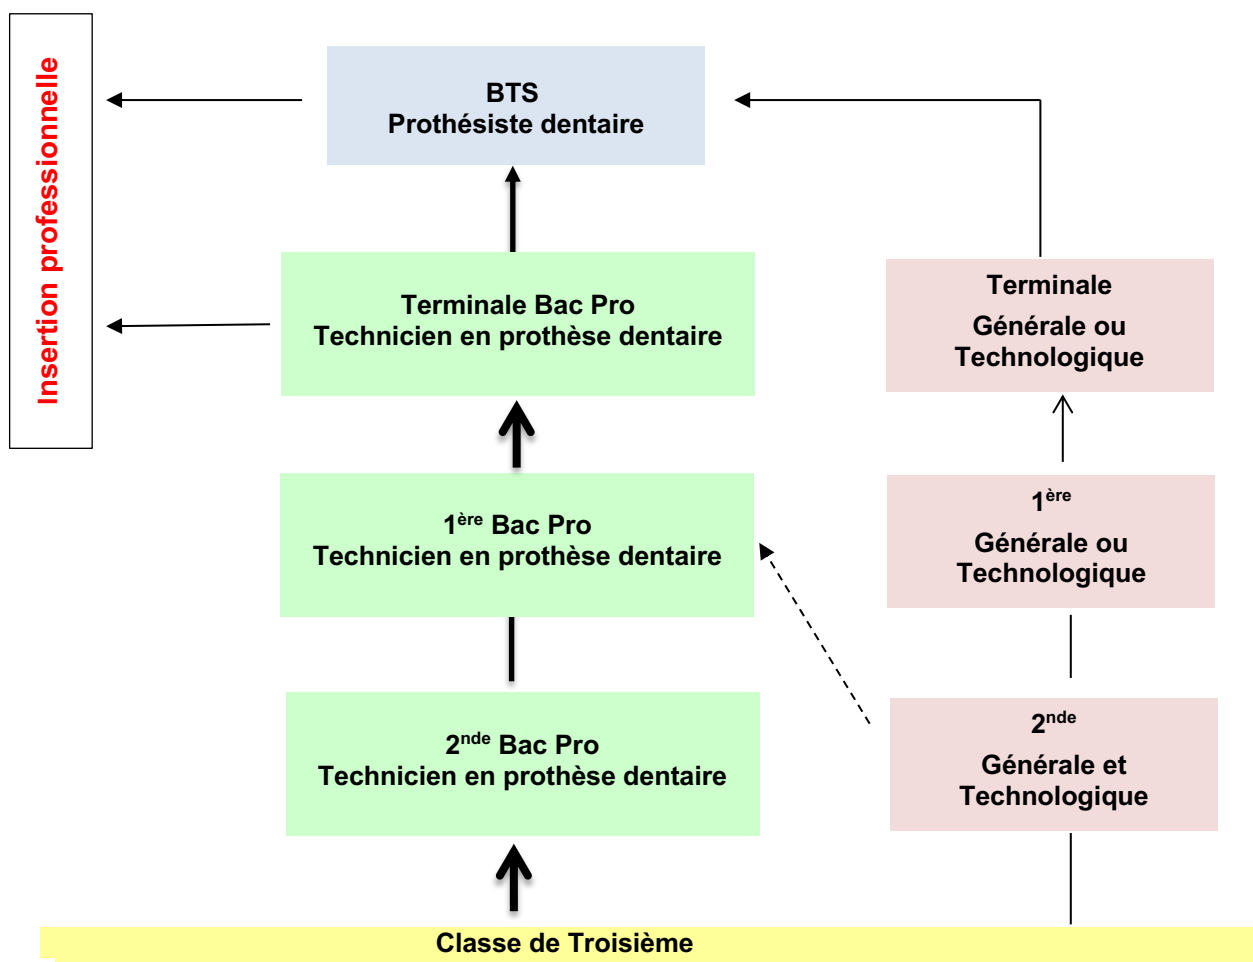 Insertion professionnelle
BTS
Prothésiste dentaire
Terminale Bac Pro
Technicien en prothèse dentaire
Terminale
Générale ou
Technologique
1ère Bac Pro
Technicien en prothèse dentaire
1ère
Générale ou
Technologique
2nde Bac Pro
Technicien en prothèse dentaire
2nde
Générale et
Technologique
Classe de Troisième